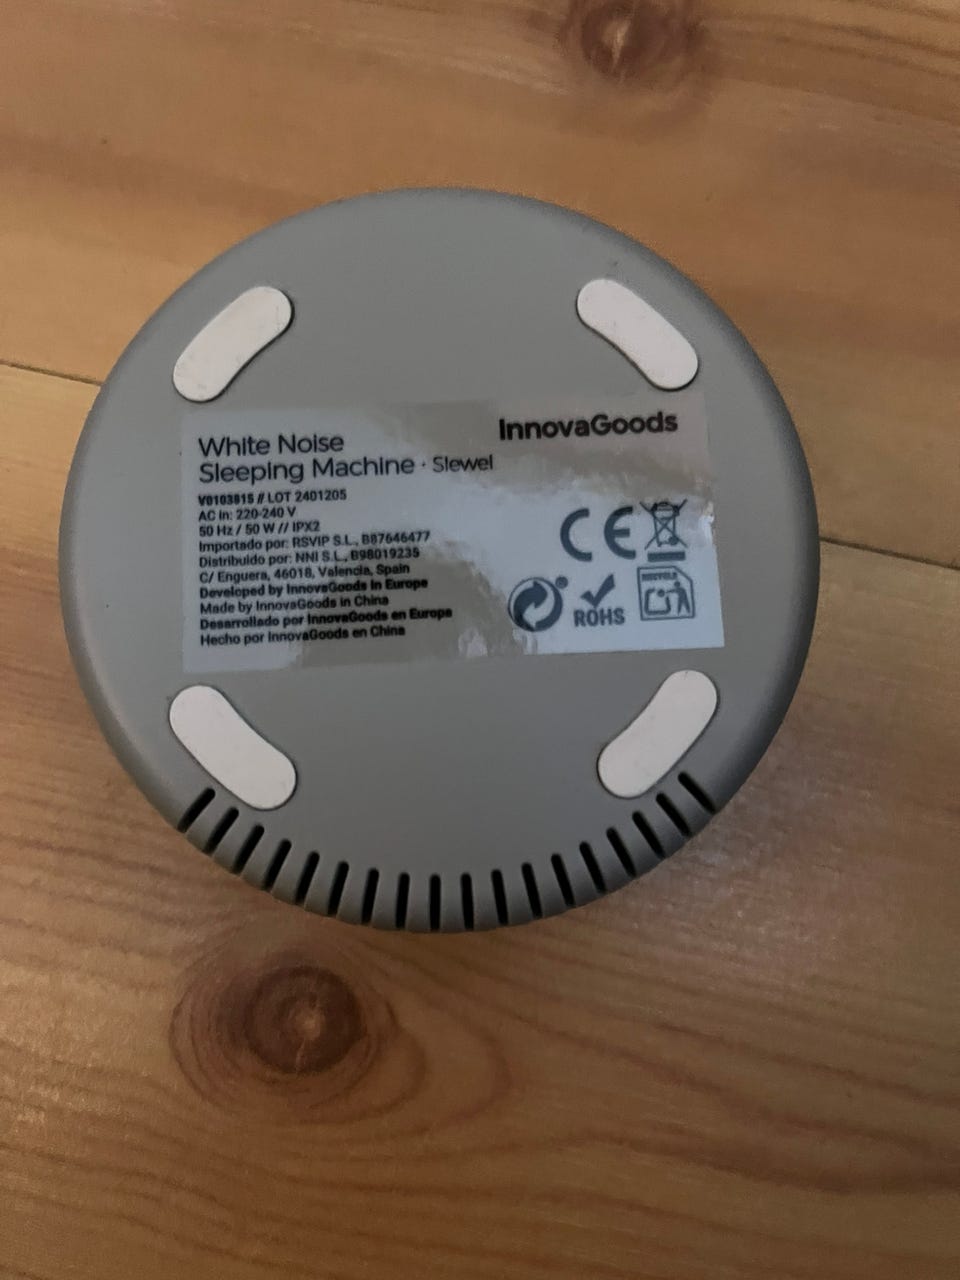 InnovaGoods
White Noise
Sleeping Machine · Slewel
V0103815 // LOT 2401205
AC in: 220-240 V
50 Hz / 50 W // IPX2
Importado por: RSVIP S.L., B87646477
Distribuido por: NNI S.L., B98019235
C/ Enguera, 46018, Valencia, Spain
Developed by InnovaGoods in Europe
Made by InnovaGoods in China
Desarrollado por InnovaGoods en Europa
Hecho por InnovaGoods en China
CE
ROHS
RECYCLE